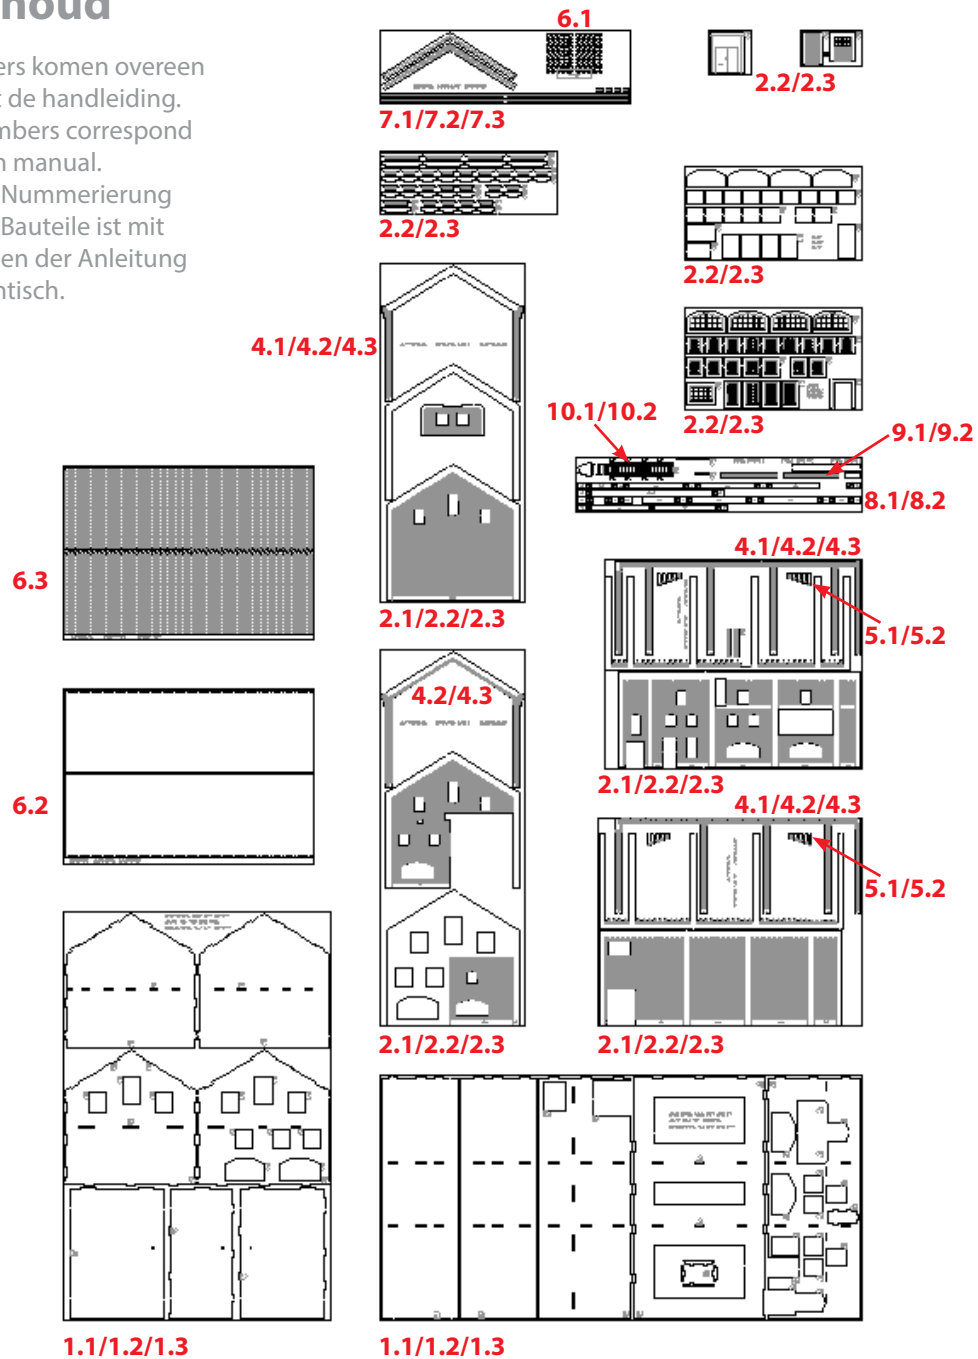 houd
ers komen overeen
t de handleiding.
mbers correspond
n manual.
Nummerierung
Bauteile ist mit
en der Anleitung
ntisch.
6.1
7.1/7.2/7.3
2.2/2.3
2.2/2.3
2.2/2.3
4.1/4.2/4.3
2.2/2.3
10.1/10.2
9.1/9.2
8.1/8.2
6.3
2.1/2.2/2.3
4.1/4.2/4.3
5.1/5.2
4.2/4.3
6.2
2.1/2.2/2.3
4.1/4.2/4.3
5.1/5.2
2.1/2.2/2.3
2.1/2.2/2.3
1.1/1.2/1.3
1.1/1.2/1.3